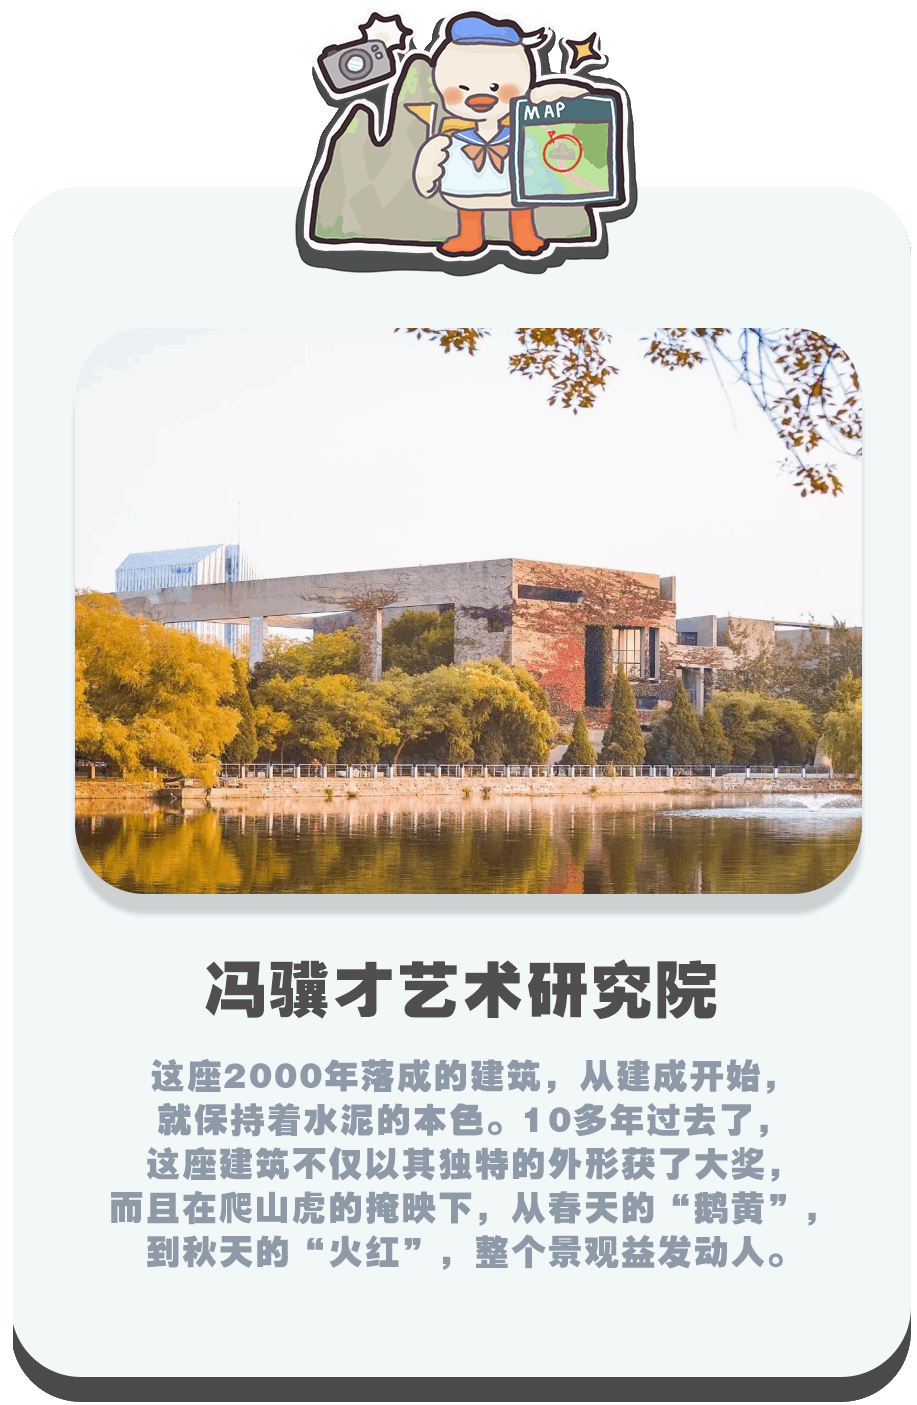 MAP
冯骥才艺术研究院
这座2000年落成的建筑，从建成开始，
就保持着水泥的本色。10多年过去了，
这座建筑不仅以其独特的外形获了大奖，
而且在爬山虎的掩映下，从春天的“鹅黄”，
到秋天的“火红”，整个景观益发动人。